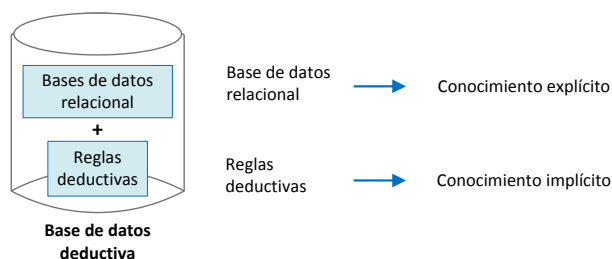 Bases de datos
relacional
+
Reglas
deductivas
Base de datos
deductiva
Base de datos
relacional
Conocimiento explícito
Reglas
deductivas
Conocimiento implícito